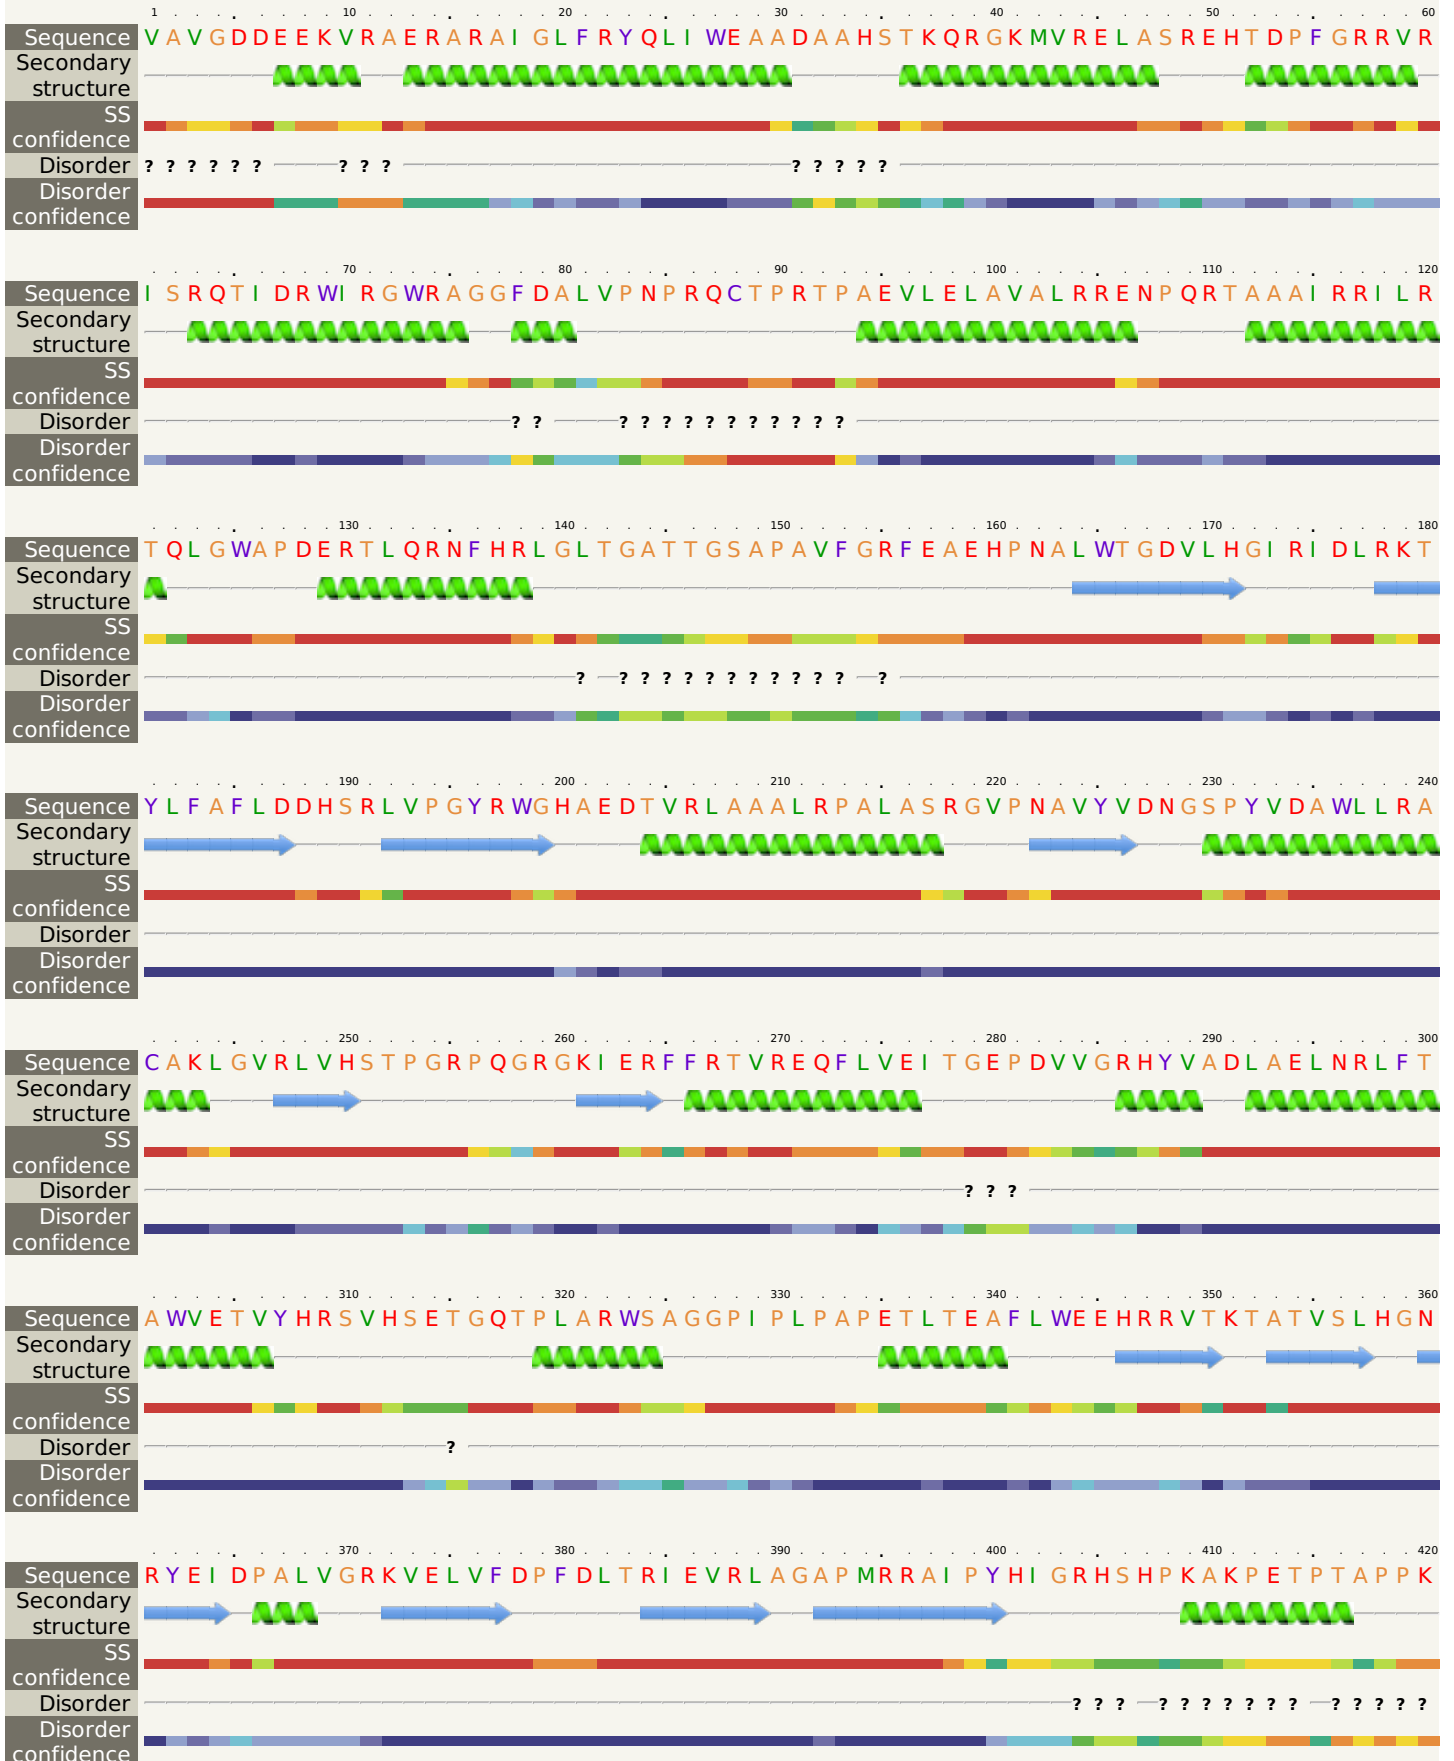 1 10 20 30 40 50 60
Sequence VAVGDDEEKVRAERARAIGLFRYQLIWEAADAAHSTKQRGKMVRELASREHTDPFGRRVR
Secondary
structure
SS
confidence
Disorder ? ? ? ? ? ? ? ? ? ? ? ? ? ?
Disorder
confidence
70 80 90 100 110 120
Sequence ISRQTIDRWIRGWRAGGFDALVPNPRQCTPRTPAEVLELAVALRRENPQRTAAAIRRILR
Secondary
structure
SS
confidence
Disorder ? ? ? ? ? ? ? ? ? ? ? ? ?
Disorder
confidence
130 140 150 160 170 180
Sequence TQLGWAPDERTLQRNFHRLGLTGATTGSAPAVFGRFEAEHPNALWTGDVLHGIRIDLRKT
Secondary
structure
SS
confidence
Disorder ? ? ? ? ? ? ? ? ? ? ? ? ?
Disorder
confidence
190 200 210 220 230 240
Sequence YLFAFLDDHSRLVPGYRWGHAEDTVRLAAALRPALASRGVPNAVYVDNGSPYVDAWLLRA
Secondary
structure
SS
confidence
Disorder
Disorder
confidence
250 260 270 280 290 300
Sequence CAKLGVRLVHSTPGRPQGRGKIERFFRTVREQFLVEITGEPDVVGRHYVADLAELNRLFT
Secondary
structure
SS
confidence
Disorder ? ? ?
Disorder
confidence
310 320 330 340 350 360
Sequence AWVETVYHRSVHSETGQTPLARWSAGGPIPLPAPETLTEAFLWEEHRRVTKTATVSLHGN
Secondary
structure
SS
confidence
Disorder ?
Disorder
confidence
370 380 390 400 410 420
Sequence RYEIDPALVGRKVELVFDPFDLTRIEVRLAGAPMRRAIPYHIGRHSHPKAKPETPTAPPK
Secondary
structure
SS
confidence
Disorder ? ? ? ? ? ? ? ? ? ? ? ? ? ? ?
Disorder
confidence